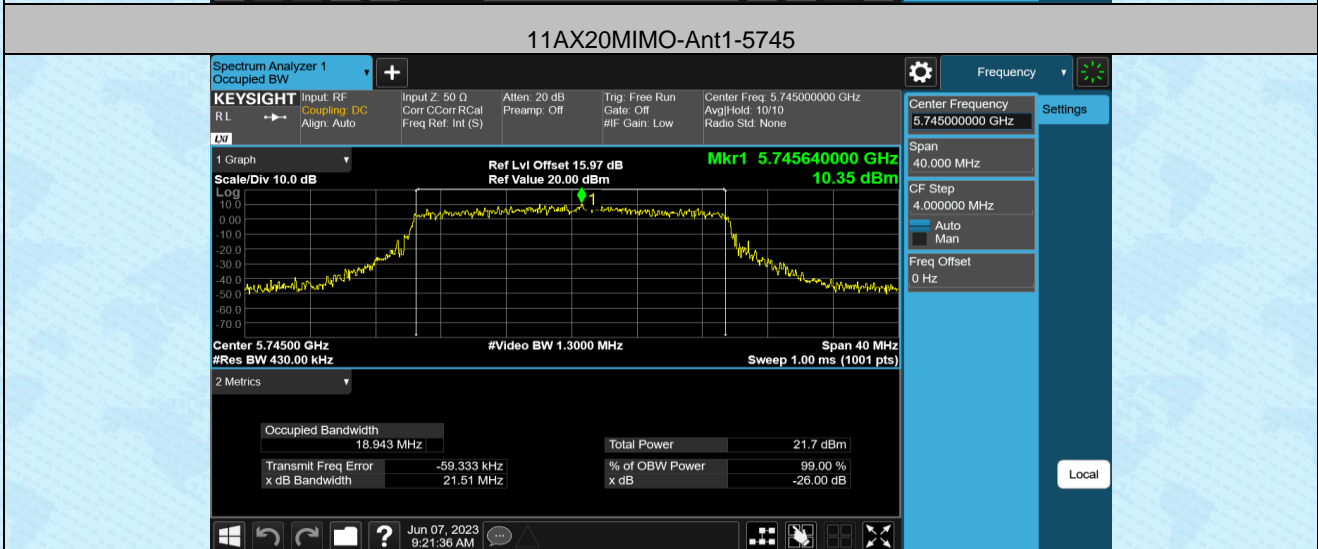 11AX20MIMO-Ant1-5745
Spectrum Analyzer 1
Occupied BW
+
Frequency
KEYSIGHT
RL
LXI
Input: RF
Coupling: DC
Align: Auto
Input Z: 50 Ω
Corr CCorr RCal
Freq Ref: Int (S)
Atten: 20 dB
Preamp: Off
Trig: Free Run
Gate: Off
#IF Gain: Low
Center Freq: 5.745000000 GHz
Avg|Hold: 10/10
Radio Std: None
Center Frequency
5.745000000 GHz
Settings
Span
40.000 MHz
CF Step
4.000000 MHz
Auto
Man
Freq Offset
0 Hz
1 Graph
Scale/Div 10.0 dB
Ref Lvl Offset 15.97 dB
Ref Value 20.00 dBm
Mkr1 5.745640000 GHz
10.35 dBm
Log
10.0
0.00
-10.0
-20.0
-30.0
-40.0
-50.0
-60.0
-70.0
1
Center 5.74500 GHz
#Res BW 430.00 kHz
#Video BW 1.3000 MHz
Span 40 MHz
Sweep 1.00 ms (1001 pts)
2 Metrics
Occupied Bandwidth
18.943 MHz
Total Power 21.7 dBm
Transmit Freq Error -59.333 kHz
% of OBW Power 99.00 %
x dB Bandwidth 21.51 MHz
x dB -26.00 dB
Local
?
Jun 07, 2023
9:21:36 AM